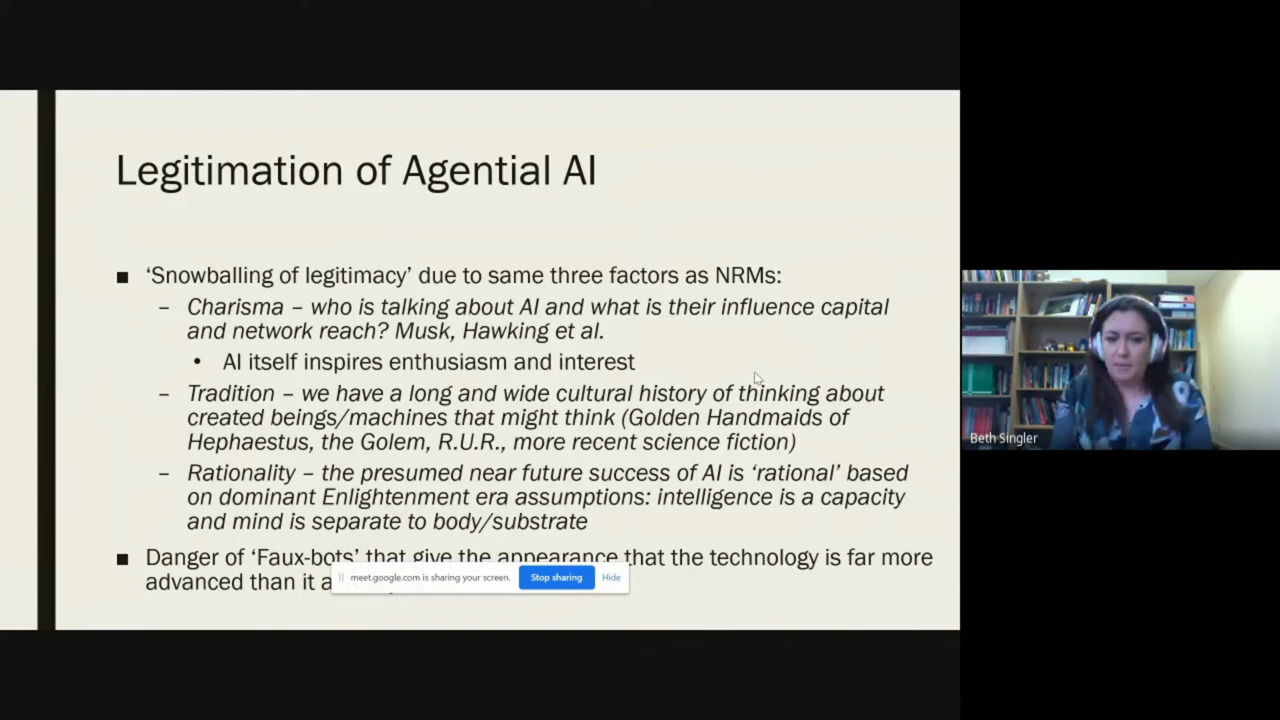 Legitimation of Agential AI
‘Snowballing of legitimacy’ due to same three factors as NRMs:
– Charisma – who is talking about AI and what is their influence capital
and network reach? Musk, Hawking et al.
• AI itself inspires enthusiasm and interest
– Tradition – we have a long and wide cultural history of thinking about
created beings/machines that might think (Golden Handmaids of
Hephaestus, the Golem, R.U.R., more recent science fiction)
– Rationality – the presumed near future success of AI is ‘rational’ based
on dominant Enlightenment era assumptions: intelligence is a capacity
and mind is separate to body/substrate
Danger of ‘Faux-bots’ that give the appearance that the technology is far more
advanced than it
meet.google.com is sharing your screen.
Stop sharing
Hide
Beth Singler